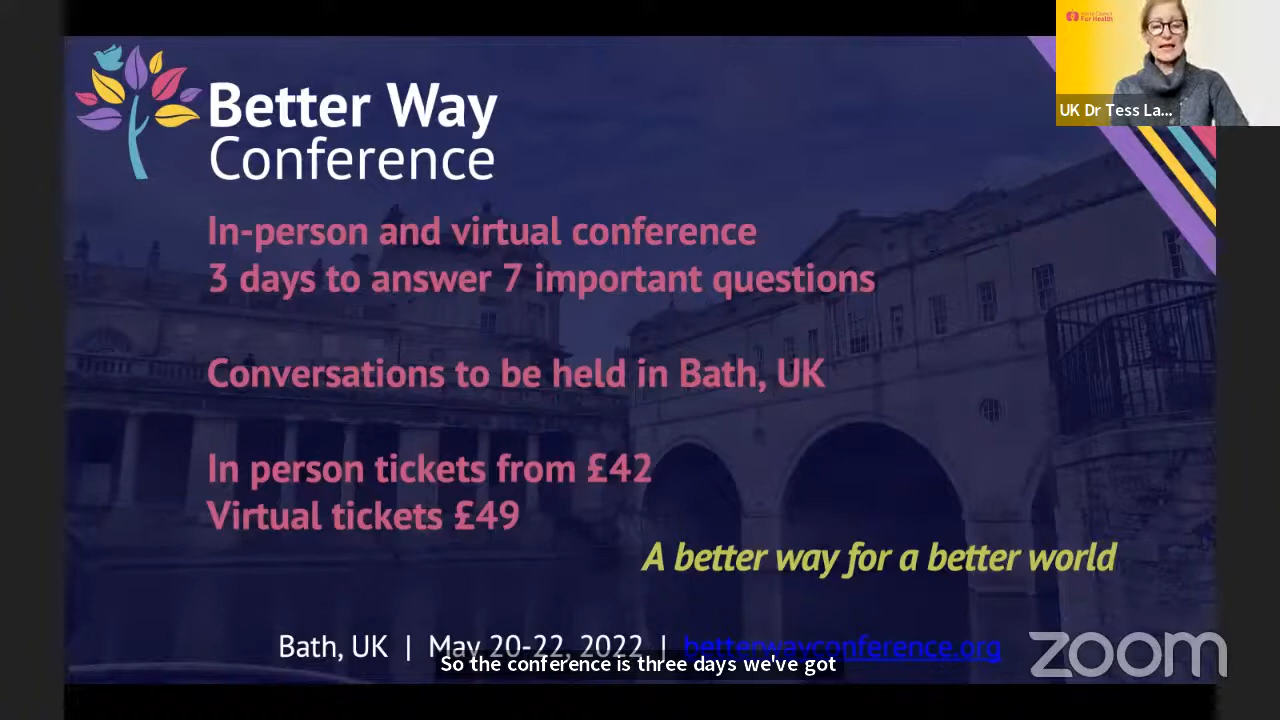 Better Way
Conference
In-person and virtual conference
3 days to answer 7 important questions
Conversations to be held in Bath, UK
In person tickets from £42
Virtual tickets £49
A better way for a better world
Bath, UK | May 20-22, 2022 | betterwayconference.org
So the conference is three days we've got
zoom
For Health
UK Dr Tess La...